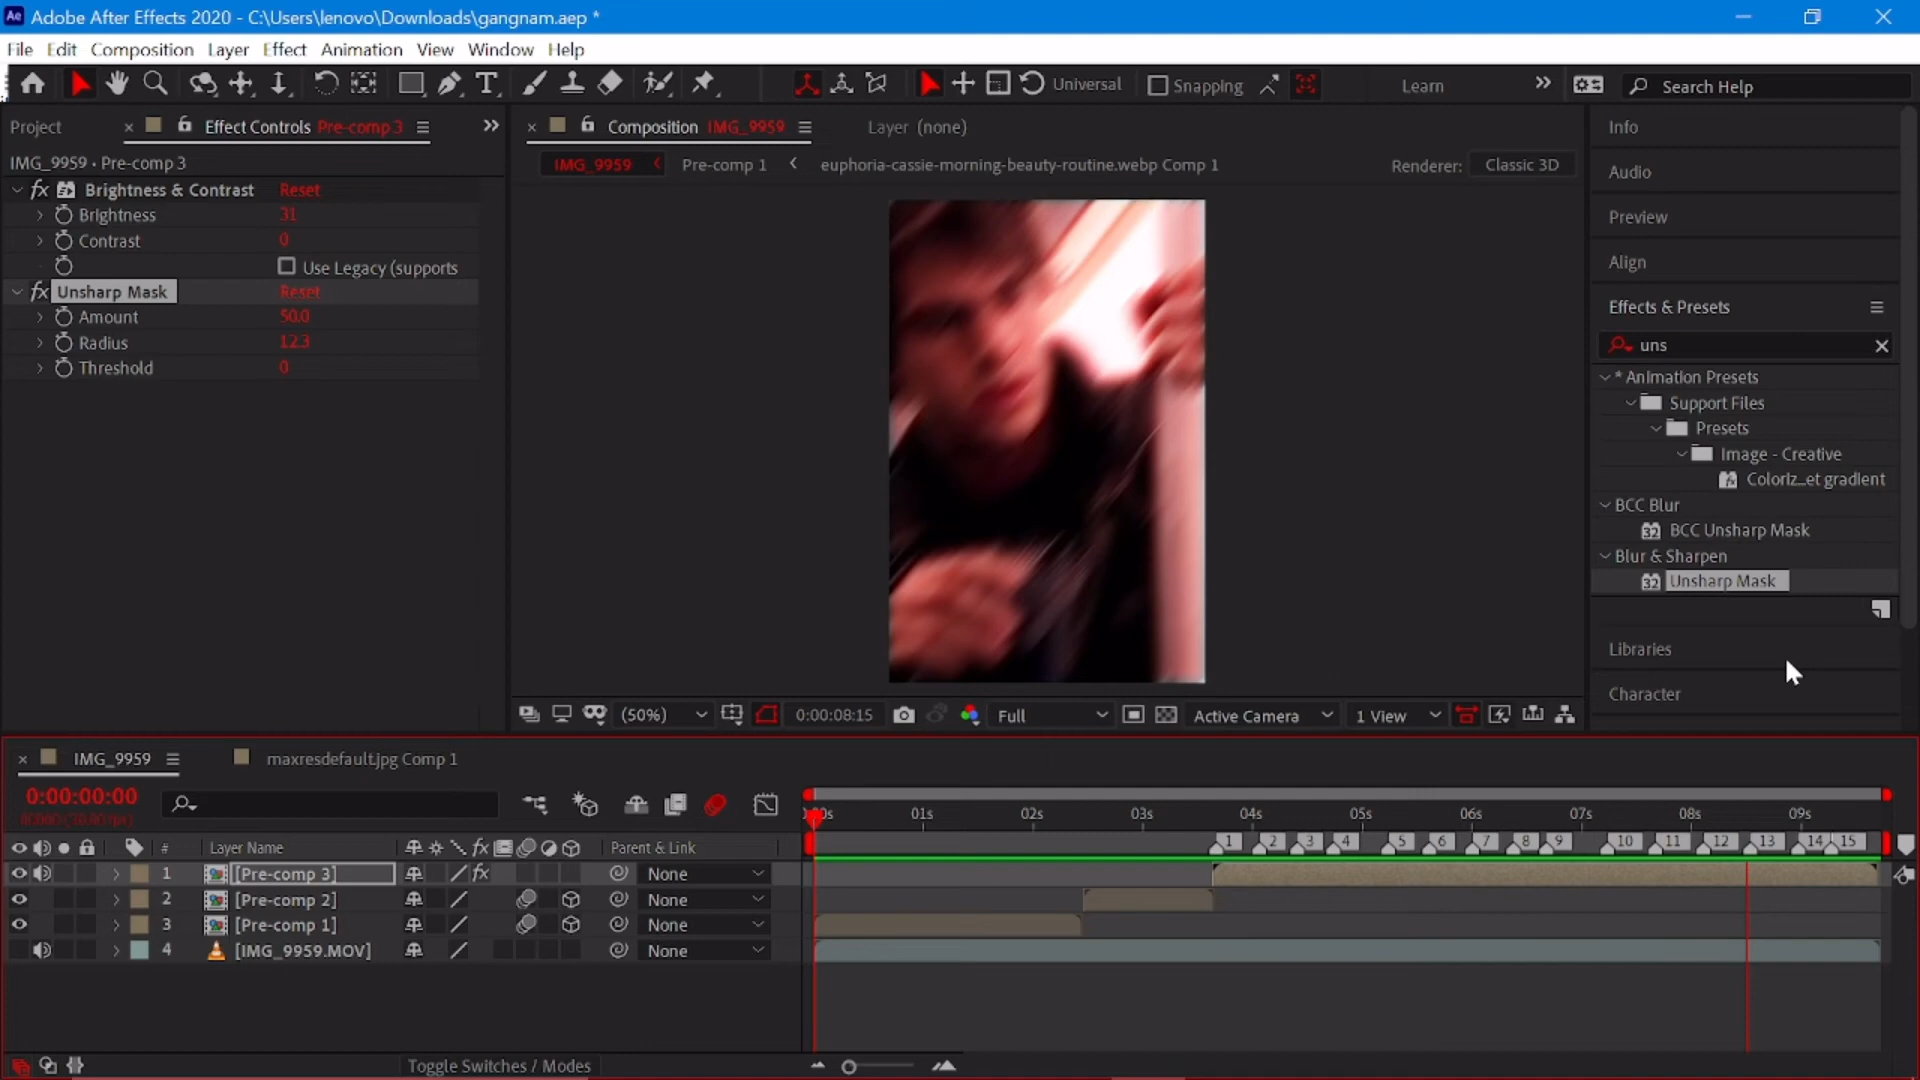 Adobe After Effects 2020 - C:\Users\lenovo\Downloads\gangnam.aep *
File Edit Composition Layer Effect Animation View Window Help
Universal Snapping Learn Search Help
Project Effect Controls Pre-comp 3
Composition IMG_9959 Layer (none)
IMG_9959 • Pre-comp 3
IMG_9959 Pre-comp 1 euphoria-cassie-morning-beauty-routine.webp Comp 1 Renderer: Classic 3D
fx Brightness & Contrast Reset
Brightness 31
Contrast 0
Use Legacy (supports
fx Unsharp Mask Reset
Amount 50.0
Radius 12.3
Threshold 0
Info
Audio
Preview
Align
Effects & Presets
uns
* Animation Presets
Support Files
Presets
Image - Creative
Coloriz...et gradient
BCC Blur
32 BCC Unsharp Mask
Blur & Sharpen
32 Unsharp Mask
Libraries
Character
(50%) 0:00:08:15 Full Active Camera 1 View
IMG_9959 maxresdefault.jpg Comp 1
0:00:00:00
01s 02s 03s 04s 05s 06s 07s 08s 09s
# Layer Name fx Parent & Link
1 2 3 4 5 6 7 8 9 10 11 12 13 14 15
1 [Pre-comp 3] fx None
2 [Pre-comp 2] None
3 [Pre-comp 1] None
4 [IMG_9959.MOV] None
Toggle Switches / Modes